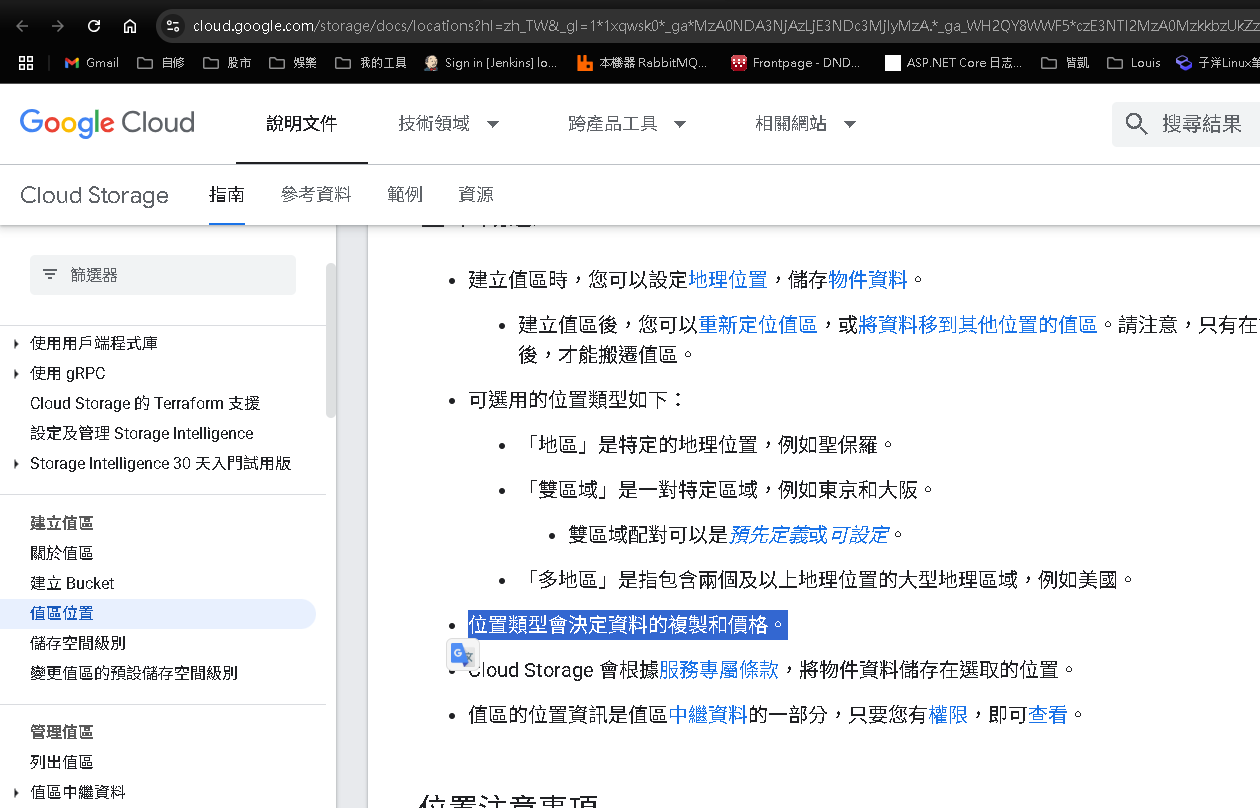 cloud.google.com/storage/docs/locations?hl=zh_TW&_gl=1*1xqwsk0*_ga*MzA0NDA3NjAzLjE3NDc3MjIyMzA.*_ga_WH2QY8WWF5*czE3NTI2MzA0MzkkbzUkZz
Gmail 自修 股市 娛樂 我的工具 Sign in [Jenkins] lo... 本機器 RabbitMQ... Frontpage - DND... ASP.NET Core 日志... 皆凱 Louis 子洋Linux筆
Google Cloud 說明文件 技術領域 跨產品工具 相關網站 搜尋結果
Cloud Storage 指南 參考資料 範例 資源
篩選器
使用用戶端程式庫
使用 gRPC
Cloud Storage 的 Terraform 支援
設定及管理 Storage Intelligence
Storage Intelligence 30 天入門試用版
建立值區
關於值區
建立 Bucket
值區位置
儲存空間級別
變更值區的預設儲存空間級別
管理值區
列出值區
值區中繼資料
建立值區時，您可以設定地理位置，儲存物件資料。
建立值區後，您可以重新定位值區，或將資料移到其他位置的值區。請注意，只有在
後，才能搬遷值區。
可選用的位置類型如下：
「地區」是特定的地理位置，例如聖保羅。
「雙區域」是一對特定區域，例如東京和大阪。
雙區域配對可以是預先定義或可設定。
「多地區」是指包含兩個及以上地理位置的大型地理區域，例如美國。
位置類型會決定資料的複製和價格。
Cloud Storage 會根據服務專屬條款，將物件資料儲存在選取的位置。
值區的位置資訊是值區中繼資料的一部分，只要您有權限，即可查看。
位置注意事項